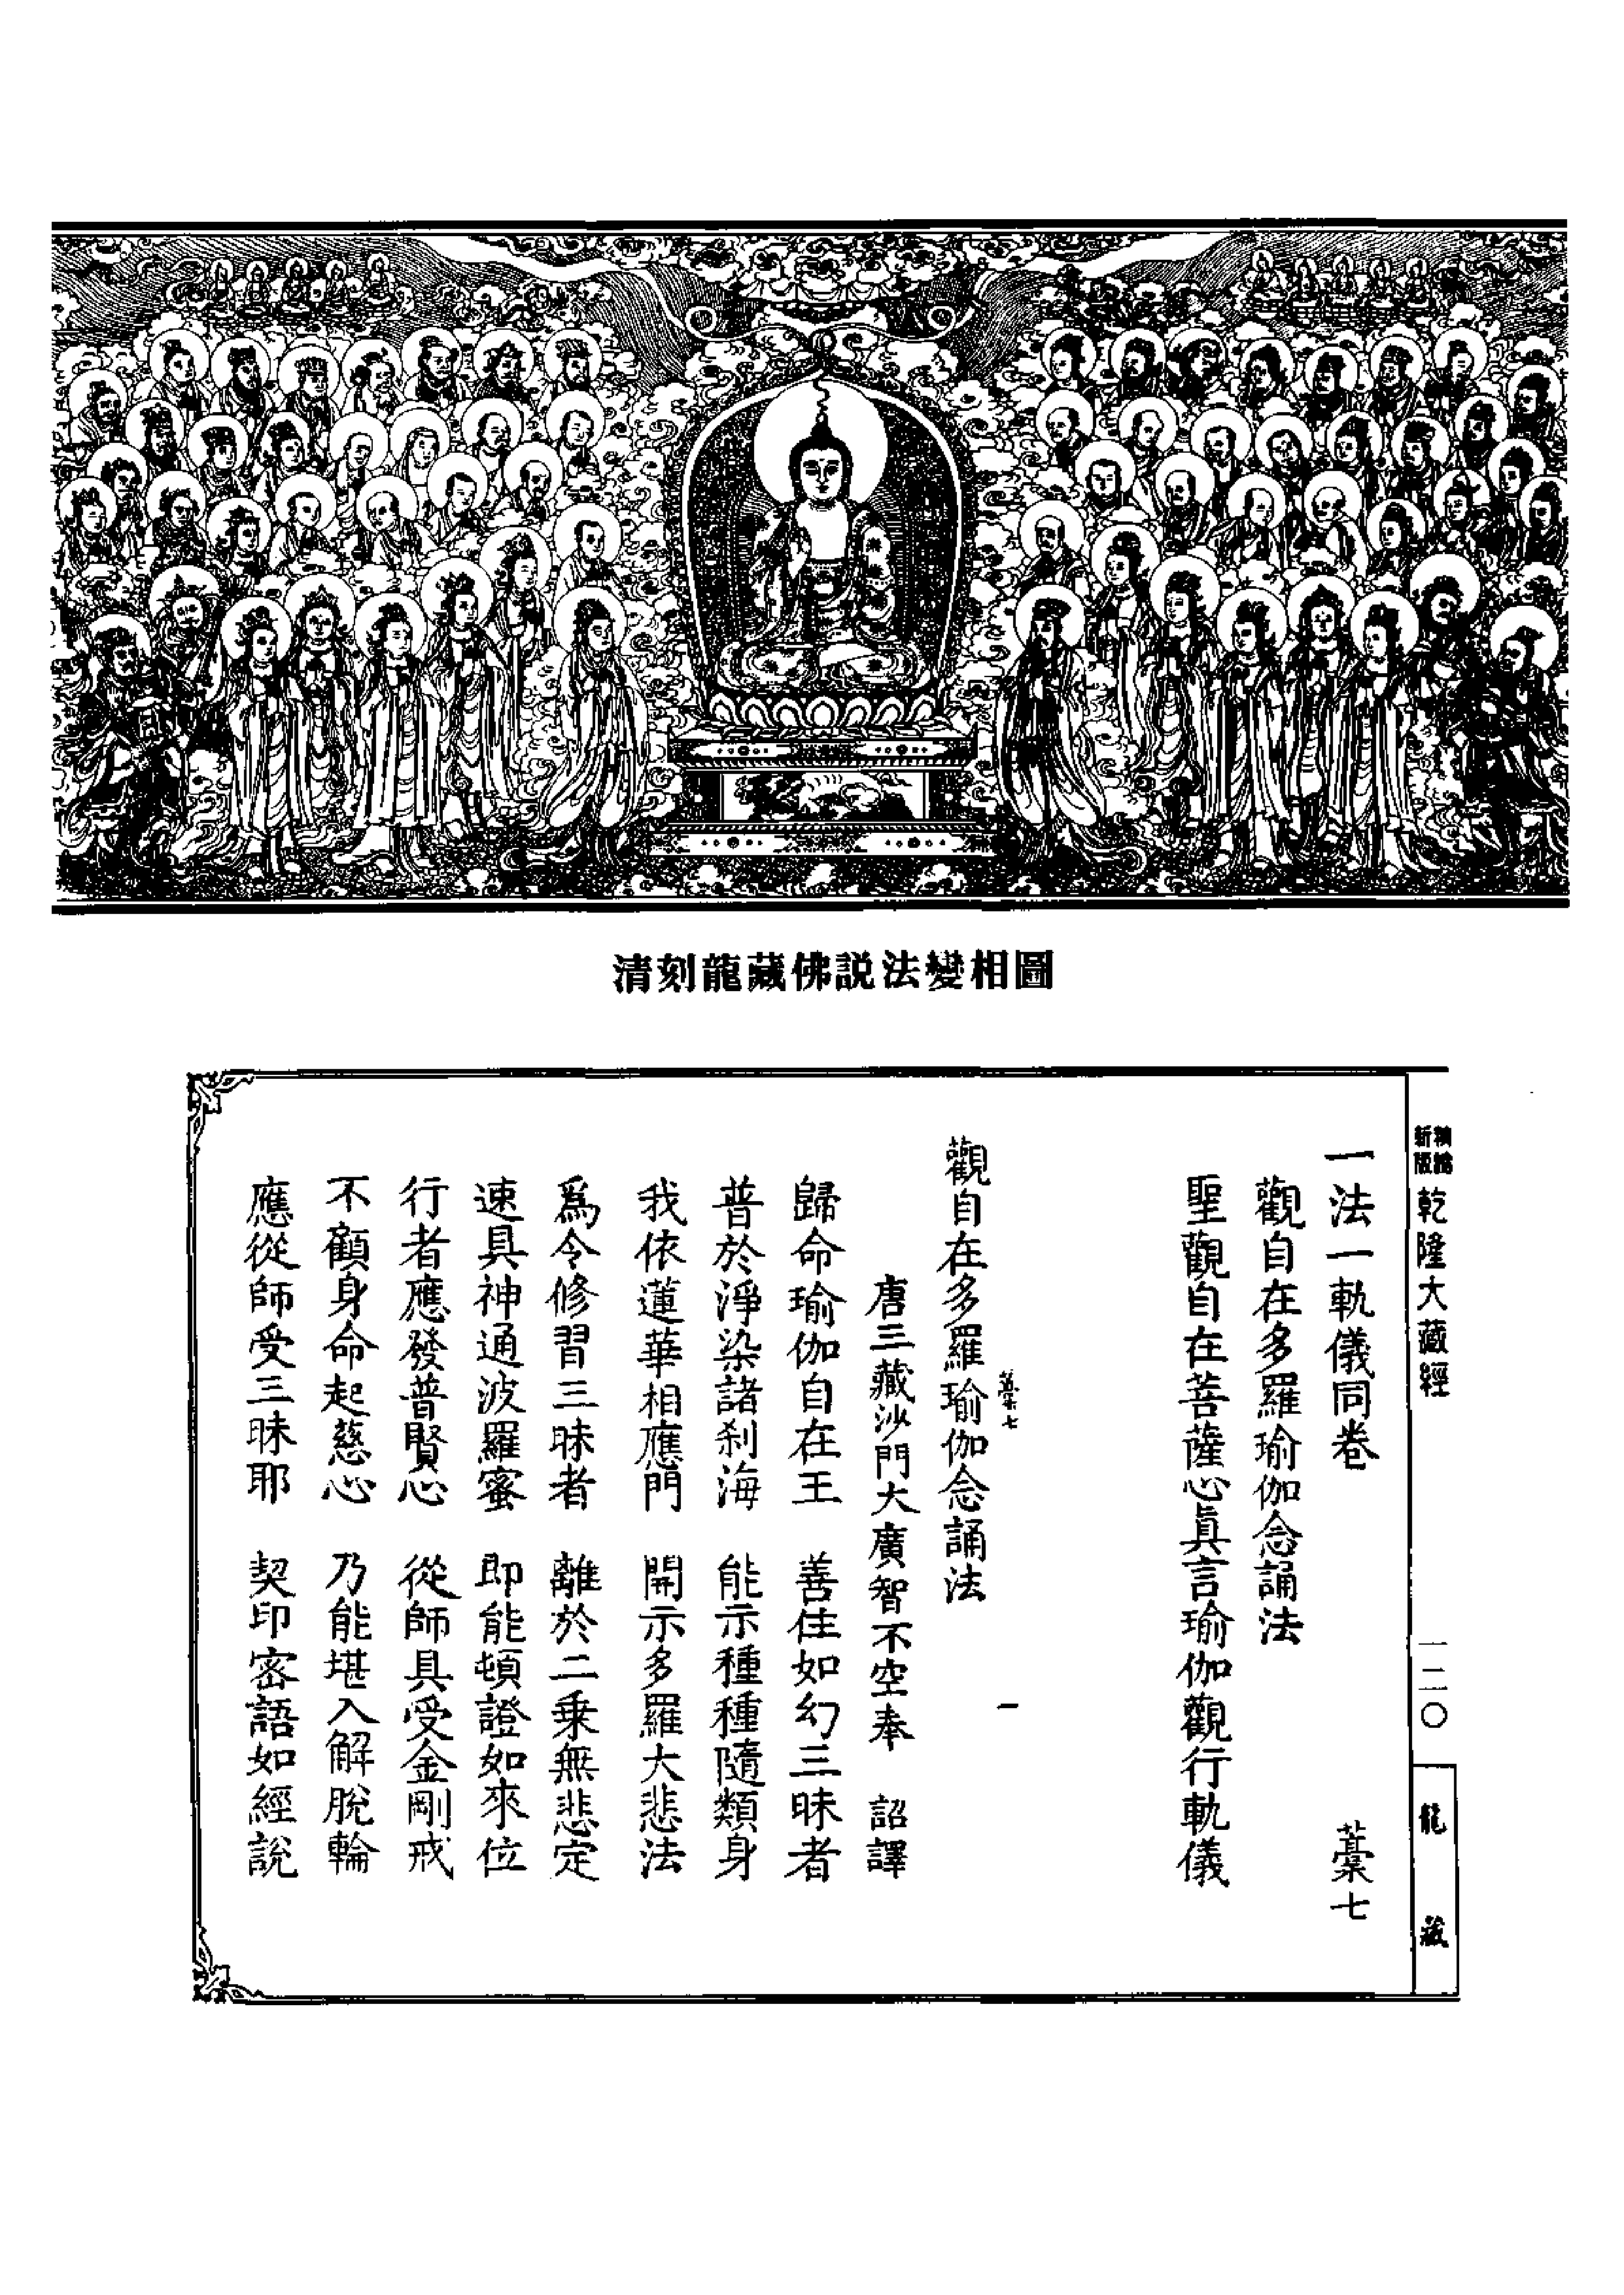 清刻龍藏佛説法變相圖
新版
乾隆大藏經
一二〇
龍藏
一法一軌儀同卷 藁七
觀自在多羅瑜伽念誦法
聖觀自在菩薩心眞言瑜伽觀行軌儀
藁七 一
觀自在多羅瑜伽念誦法
唐三藏沙門大廣智不空奉 詔譯
歸命瑜伽自在王 善住如幻三昧者
普於淨染諸刹海 能示種種隨類身
我依蓮華相應門 開示多羅大悲法
爲令修習三昧者 離於二乗無悲定
速具神通波羅蜜 即能頓證如來位
行者應發普賢心 從師具受金剛戒
不顧身命起慈心 乃能堪入解脫輪
應從師受三昧耶 契印密語如經説